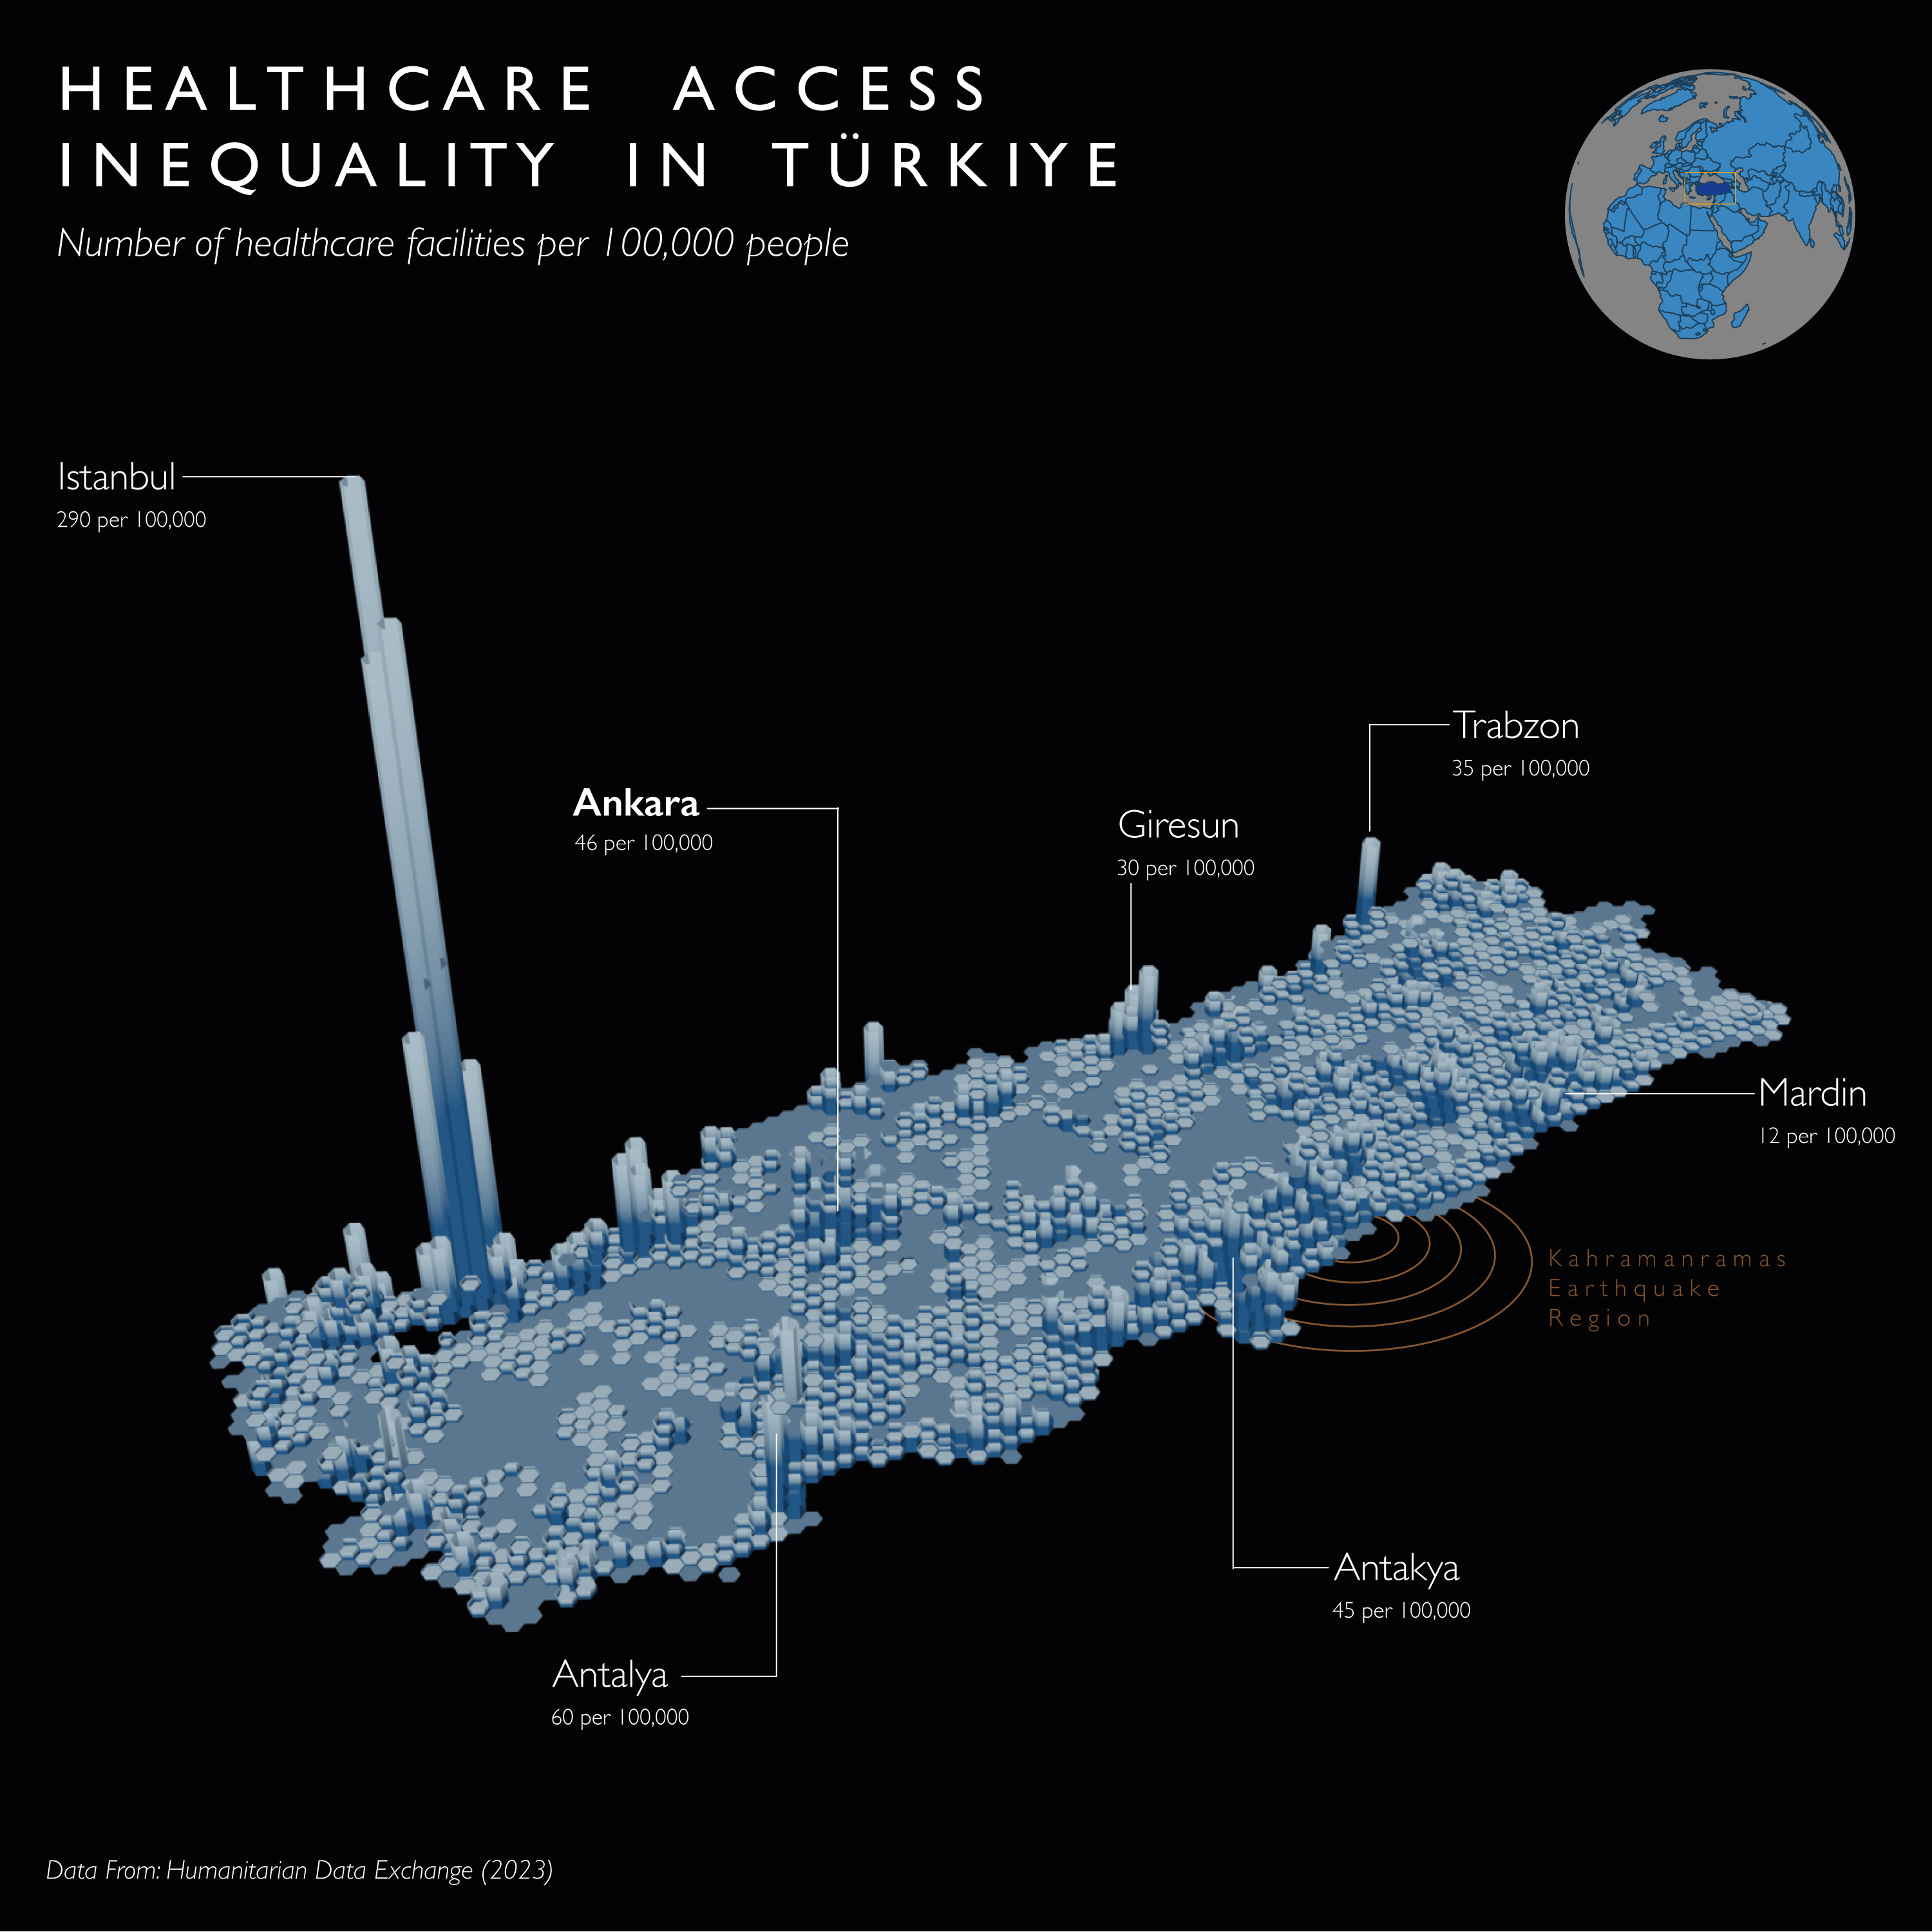 HEALTHCARE ACCESS
INEQUALITY IN TÜRKIYE
Number of healthcare facilities per 100,000 people
Istanbul
290 per 100,000
Trabzon
35 per 100,000
Ankara
46 per 100,000
Giresun
30 per 100,000
Mardin
12 per 100,000
Kahramanramas
Earthquake
Region
Antakya
45 per 100,000
Antalya
60 per 100,000
Data From: Humanitarian Data Exchange (2023)